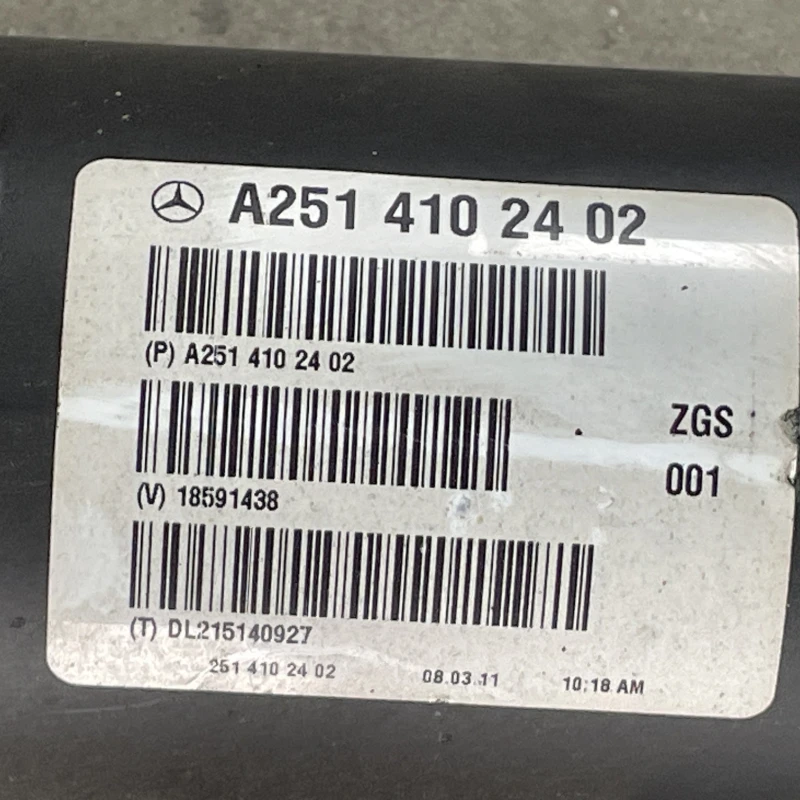 A251 410 24 02
(P) A251 410 24 02
ZGS
001
(V) 18591438
(T) DL215140927
251 410 24 02 08.03.11 10:18 AM